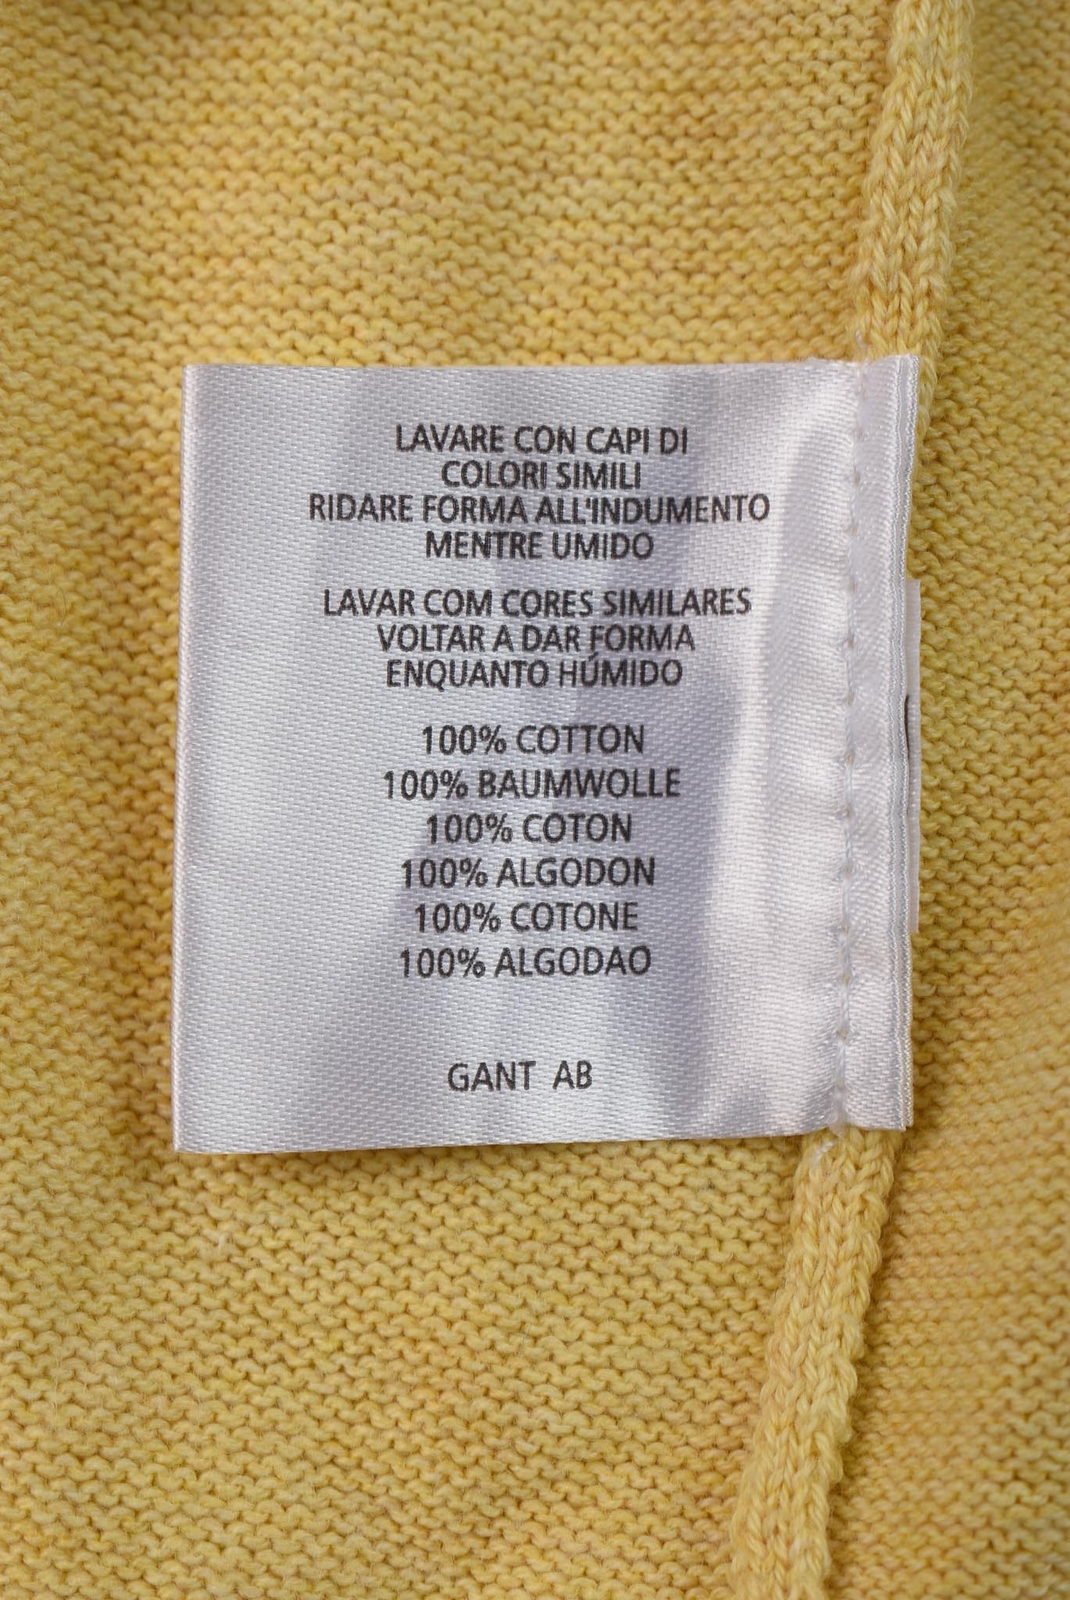 LAVARE CON CAPI DI
COLORI SIMILI
RIDARE FORMA ALL'INDUMENTO
MENTRE UMIDO
LAVAR COM CORES SIMILARES
VOLTAR A DAR FORMA
ENQUANTO HÚMIDO
100% COTTON
100% BAUMWOLLE
100% COTON
100% ALGODON
100% COTONE
100% ALGODAO
GANT AB